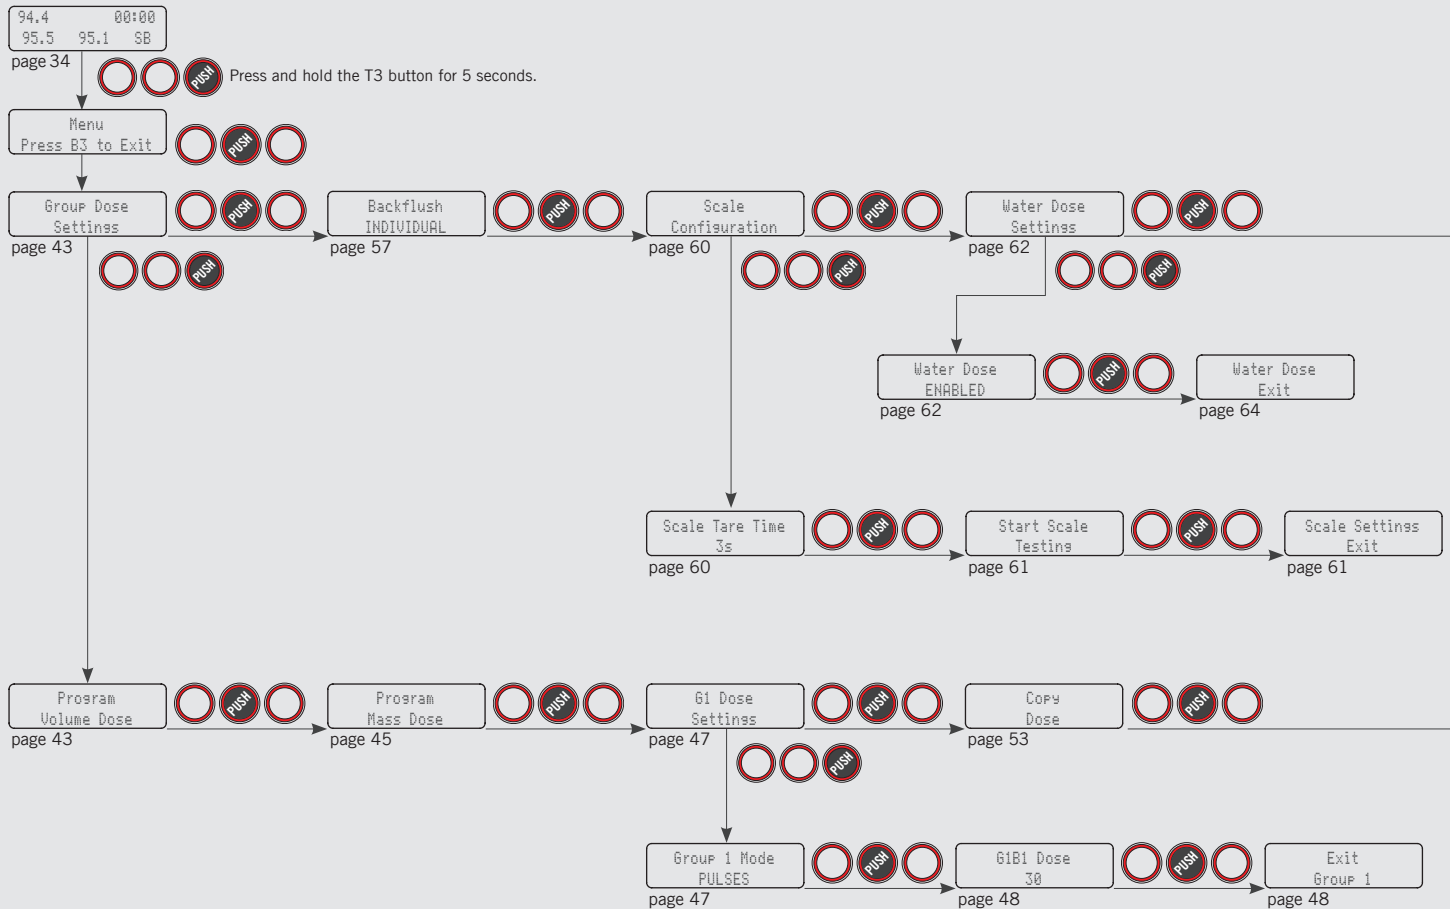 94.4 00:00
95.5 95.1 SB
page 34
PUSH
Press and hold the T3 button for 5 seconds.
Menu
Press B3 to Exit
PUSH
Group Dose
Settings
page 43
PUSH
Backflush
INDIVIDUAL
page 57
PUSH
Scale
Configuration
page 60
PUSH
Water Dose
Settings
page 62
PUSH
PUSH
PUSH
PUSH
Water Dose
ENABLED
page 62
PUSH
Water Dose
Exit
page 64
Scale Tare Time
3s
page 60
PUSH
Start Scale
Testing
page 61
PUSH
Scale Settings
Exit
page 61
Program
Volume Dose
page 43
PUSH
Program
Mass Dose
page 45
PUSH
G1 Dose
Settings
page 47
PUSH
Copy
Dose
page 53
PUSH
PUSH
Group 1 Mode
PULSES
page 47
PUSH
G1B1 Dose
30
page 48
PUSH
Exit
Group 1
page 48